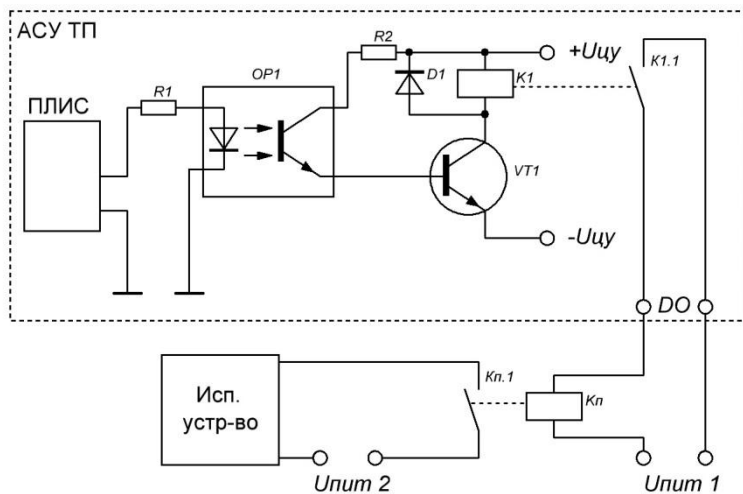 АСУ ТП
R2
+Uцу
D1
K1
К1.1
OP1
R1
ПЛИС
VT1
-Uцу
DO
Исп.
устр-во
Кп.1
Кп
Uпит 2
Uпит 1